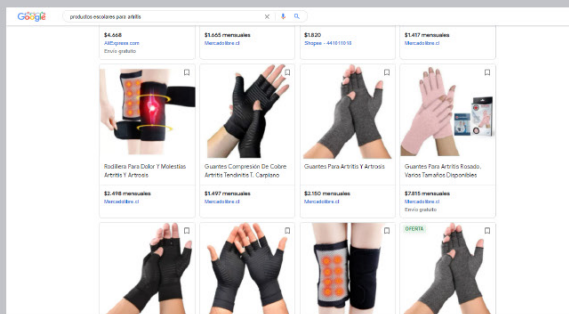 Google
productos escolares para artritis
$4.668
AliExpress.com
Envío gratuito
$1.665 mensuales
Mercadolibre.cl
$1.820
Shopee - 441811013
$1.417 mensuales
Mercadolibre.cl
Rodillera Para Dolor Y Molestias
Artritis Y Artrosis
$2.498 mensuales
Mercadolibre.cl
Guantes Compresión De Cobre
Artritis Tendinitis T. Carpiano
$1.497 mensuales
Mercadolibre.cl
Guantes Para Artritis Y Artrosis
$2.150 mensuales
Mercadolibre.cl
Guantes Para Artritis Rosado,
Varios Tamaños Disponibles
$7.815 mensuales
Mercadolibre.cl
Envío gratuito
OFERTA